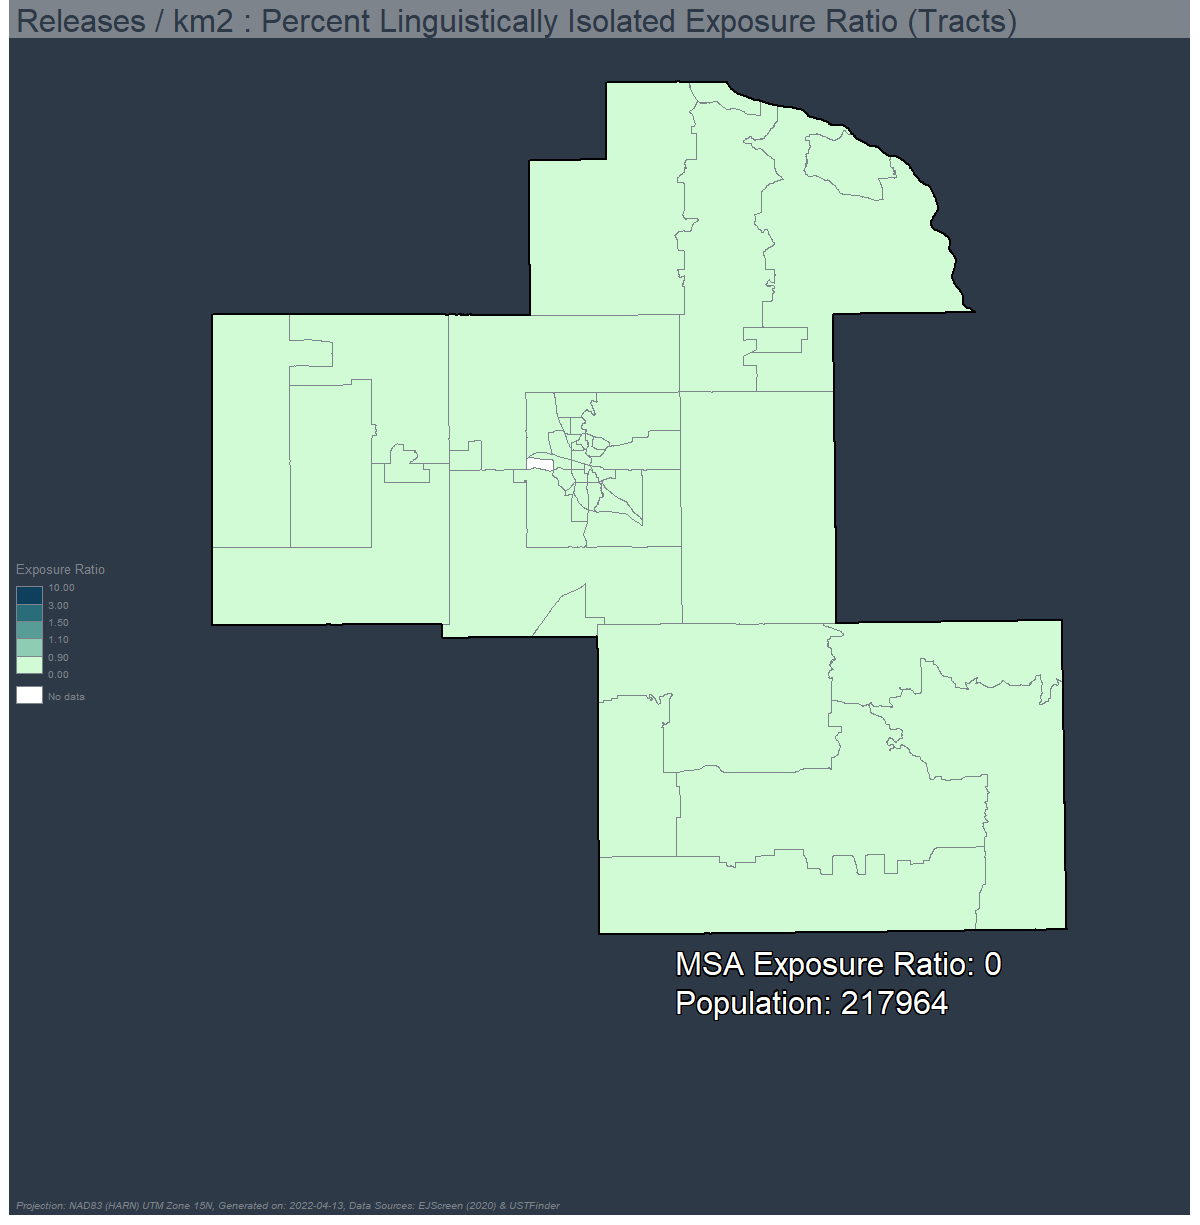 Releases / km2 : Percent Linguistically Isolated Exposure Ratio (Tracts)
Exposure Ratio
10.00
3.00
1.50
1.10
0.90
0.00
No data
MSA Exposure Ratio: 0
Population: 217964
Projection: NAD83 (HARN) UTM Zone 15N, Generated on: 2022-04-13, Data Sources: EJScreen (2020) & USTFinder